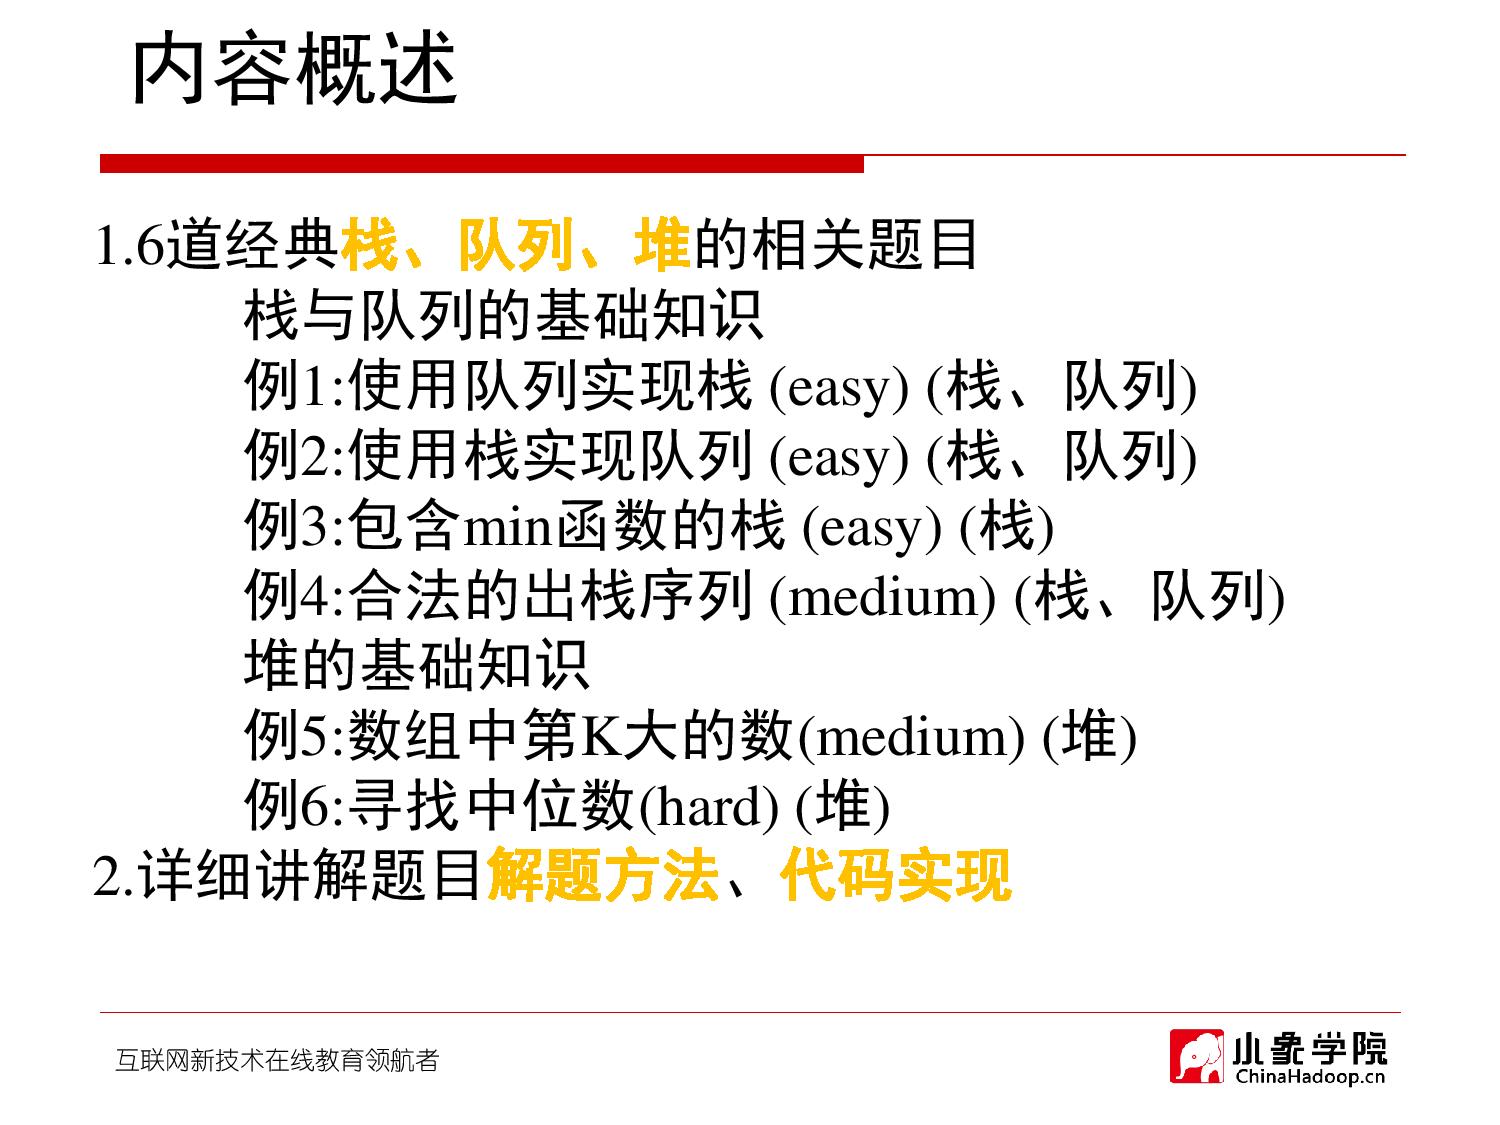 内容概述
1.6道经典栈、队列、堆的相关题目
栈与队列的基础知识
例1:使用队列实现栈 (easy) (栈、队列)
例2:使用栈实现队列 (easy) (栈、队列)
例3:包含min函数的栈 (easy) (栈)
例4:合法的出栈序列 (medium) (栈、队列)
堆的基础知识
例5:数组中第K大的数(medium) (堆)
例6:寻找中位数(hard) (堆)
2.详细讲解题目解题方法、代码实现
互联网新技术在线教育领航者
小象学院
ChinaHadoop.cn